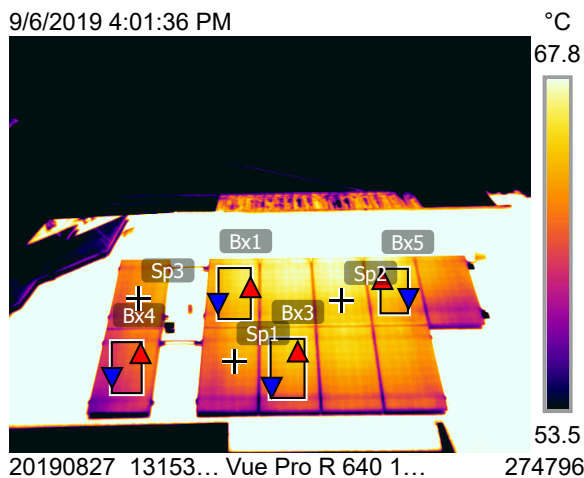 9/6/2019 4:01:36 PM °C
67.8
Bx1 Bx5
Sp3 Sp2
Bx4 Bx3
Sp1
53.5
20190827 13153… Vue Pro R 640 1… 274796